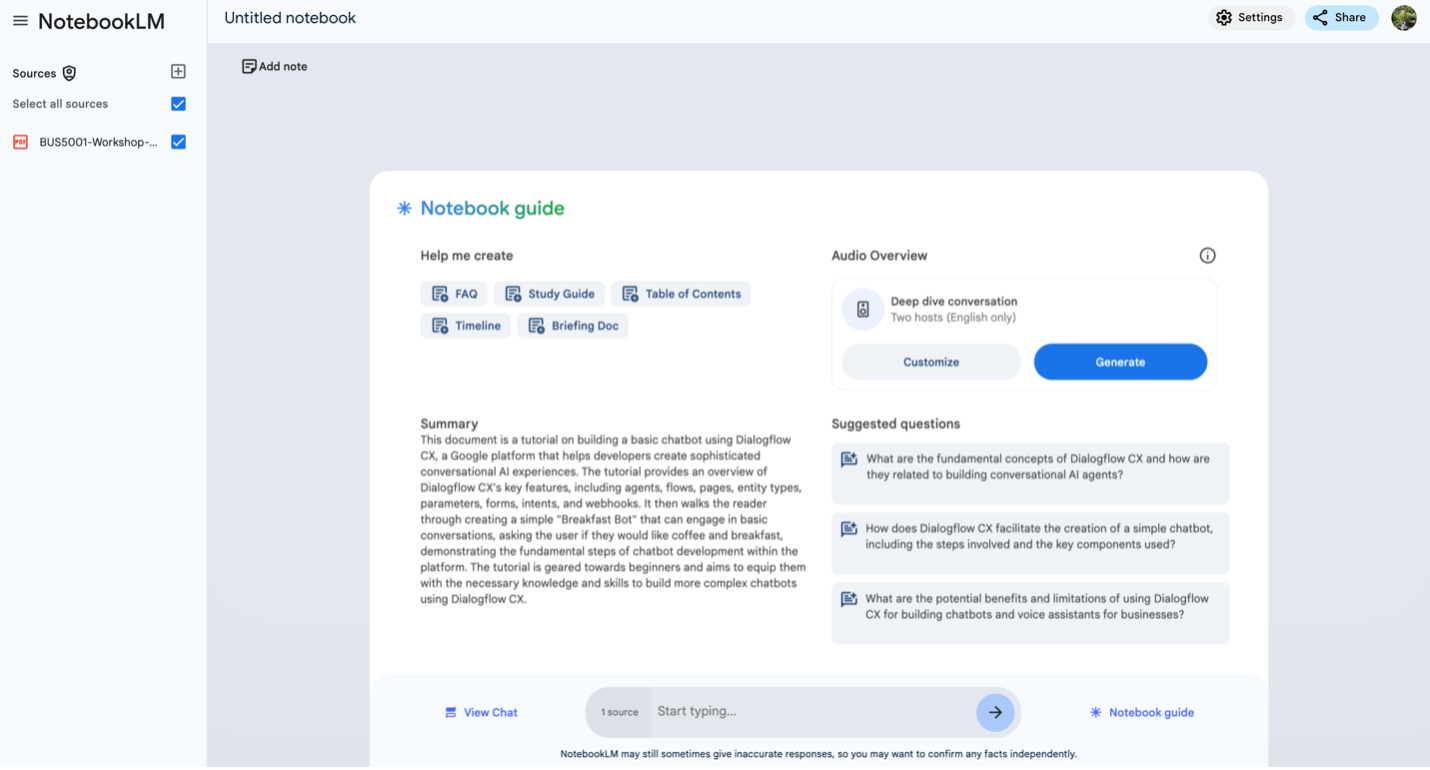 NotebookLM
Untitled notebook
Settings
Share
Sources
Select all sources
PDF
BUS5001-Workshop-...
Add note
Notebook guide
Help me create
FAQ
Study Guide
Table of Contents
Timeline
Briefing Doc
Audio Overview
Deep dive conversation
Two hosts (English only)
Customize
Generate
Summary
This document is a tutorial on building a basic chatbot using Dialogflow
CX, a Google platform that helps developers create sophisticated
conversational AI experiences. The tutorial provides an overview of
Dialogflow CX's key features, including agents, flows, pages, entity types,
parameters, forms, intents, and webhooks. It then walks the reader
through creating a simple "Breakfast Bot" that can engage in basic
conversations, asking the user if they would like coffee and breakfast,
demonstrating the fundamental steps of chatbot development within the
platform. The tutorial is geared towards beginners and aims to equip them
with the necessary knowledge and skills to build more complex chatbots
using Dialogflow CX.
Suggested questions
What are the fundamental concepts of Dialogflow CX and how are
they related to building conversational AI agents?
How does Dialogflow CX facilitate the creation of a simple chatbot,
including the steps involved and the key components used?
What are the potential benefits and limitations of using Dialogflow
CX for building chatbots and voice assistants for businesses?
View Chat
1 source
Start typing...
Notebook guide
NotebookLM may still sometimes give inaccurate responses, so you may want to confirm any facts independently.